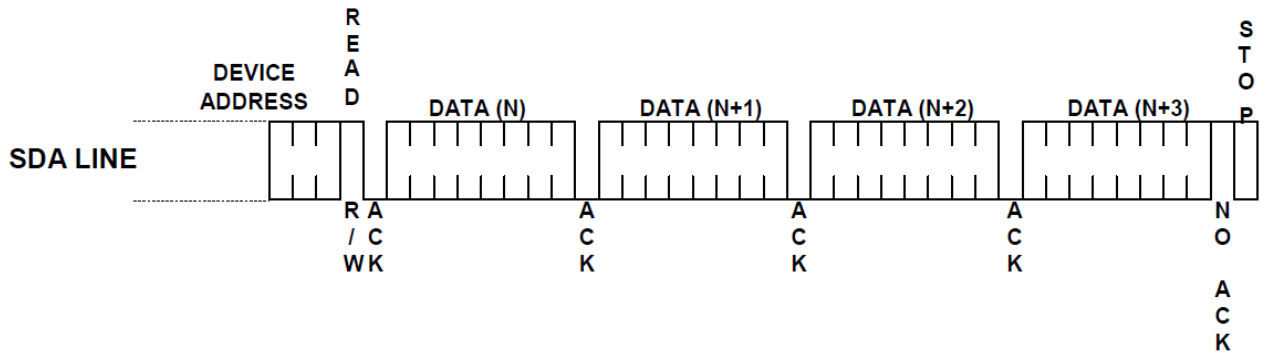 READ
STOP
DEVICE
ADDRESS
DATA (N)
DATA (N+1)
DATA (N+2)
DATA (N+3)
SDA LINE
R/W
ACK
ACK
ACK
ACK
NO ACK